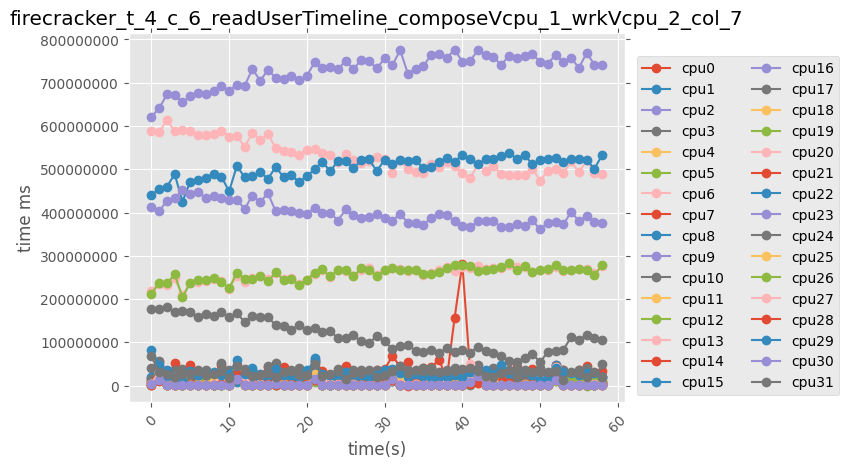 firecracker_t_4_c_6_readUserTimeline_composeVcpu_1_wrkVcpu_2_col_7
800000000
700000000
600000000
500000000
400000000
300000000
200000000
100000000
0
time ms
0
10
20
30
40
50
60
time(s)
cpu0
cpu1
cpu2
cpu3
cpu4
cpu5
cpu6
cpu7
cpu8
cpu9
cpu10
cpu11
cpu12
cpu13
cpu14
cpu15
cpu16
cpu17
cpu18
cpu19
cpu20
cpu21
cpu22
cpu23
cpu24
cpu25
cpu26
cpu27
cpu28
cpu29
cpu30
cpu31